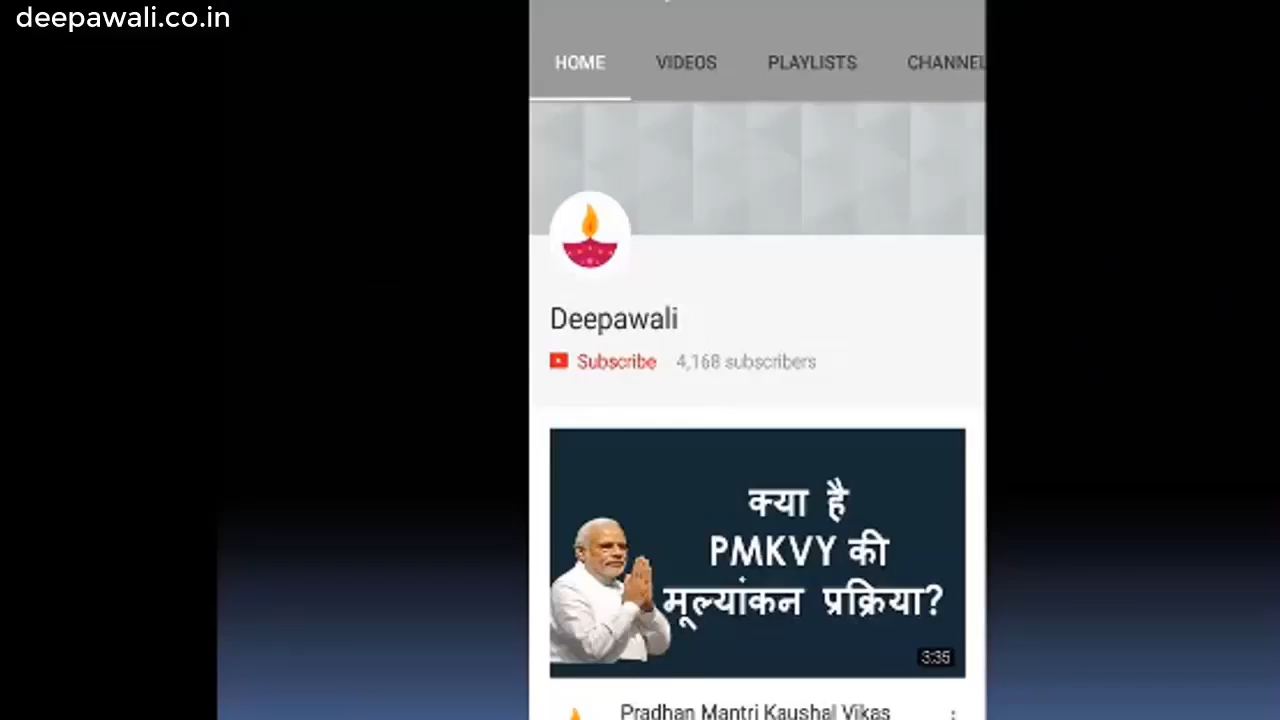 deepawali.co.in
HOME VIDEOS PLAYLISTS CHANNEL
Deepawali
Subscribe 4,168 subscribers
क्या है
PMKVY की
मूल्यांकन प्रक्रिया?
3:35
Pradhan Mantri Kaushal Vikas